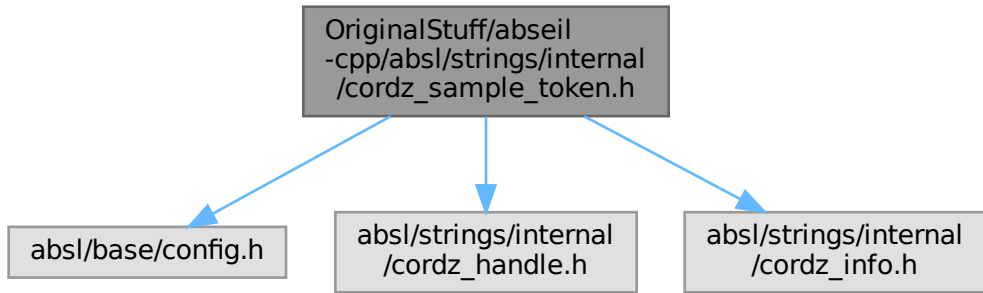 OriginalStuff/abseil
-cpp/absl/strings/internal
/cordz_sample_token.h
absl/base/config.h
absl/strings/internal
/cordz_handle.h
absl/strings/internal
/cordz_info.h